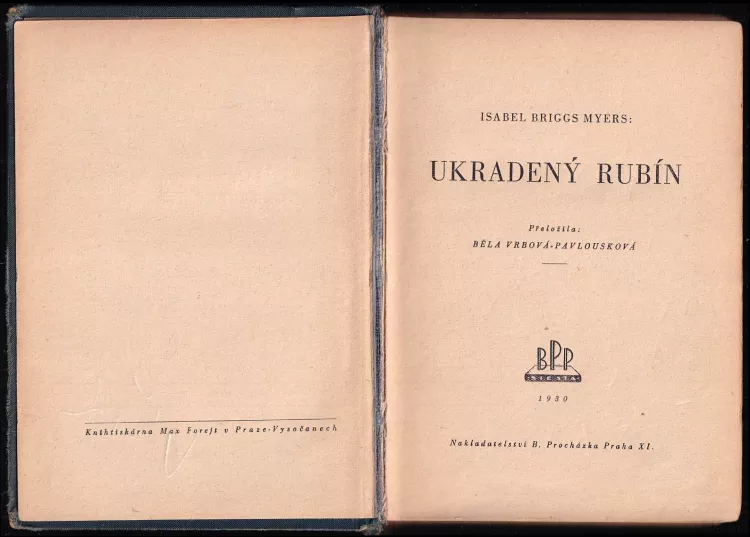 Knihtiskárna Max Forejt v Praze-Vysočanech
ISABEL BRIGGS MYERS:
UKRADENÝ RUBÍN
Přeložila:
BĚLA VRBOVÁ-PAVLOUSKOVÁ
BPP
SIESTA
1930
Nakladatelství B. Procházka Praha XI.